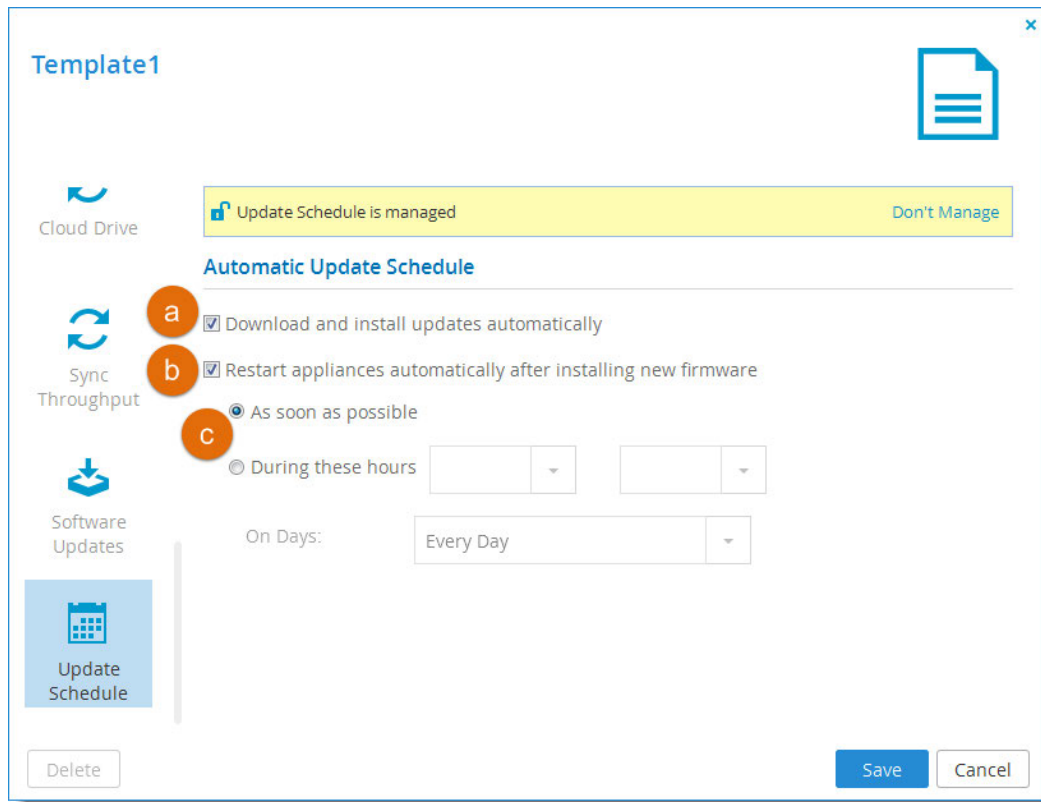 ×
Template1
Cloud Drive
Update Schedule is managed Don't Manage
Automatic Update Schedule
a Download and install updates automatically
b Restart appliances automatically after installing new firmware
Sync
Throughput
As soon as possible
c
During these hours
Software
Updates
On Days: Every Day
Update
Schedule
Delete Save Cancel